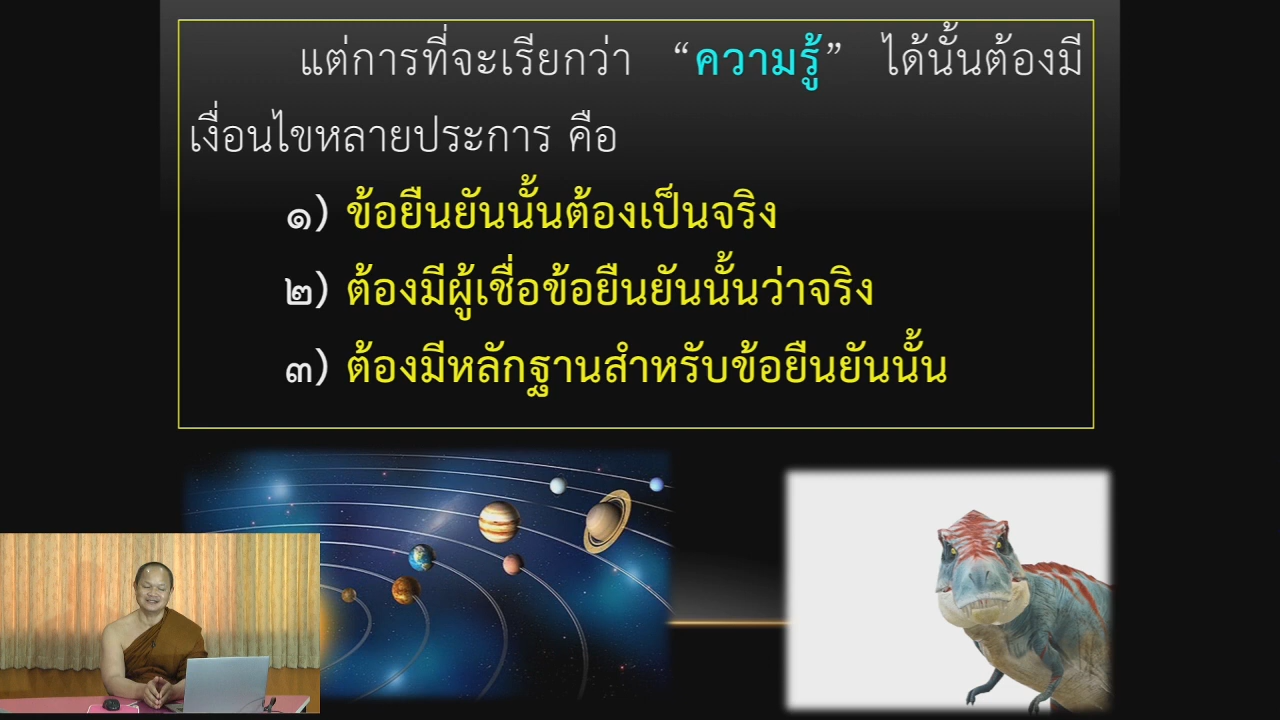 แต่การที่จะเรียกว่า “ความรู้” ได้นั้นต้องมี
เงื่อนไขหลายประการ คือ
๑) ข้อยืนยันนั้นต้องเป็นจริง
๒) ต้องมีผู้เชื่อข้อยืนยันนั้นว่าจริง
๓) ต้องมีหลักฐานสำหรับข้อยืนยันนั้น